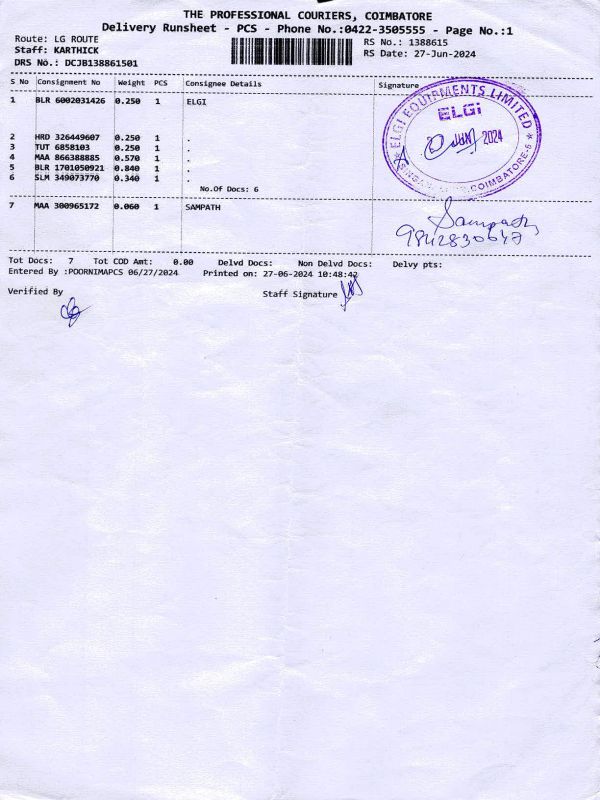 THE PROFESSIONAL COURIERS, COIMBATORE
Delivery Runsheet - PCS - Phone No.:0422-3505555 - Page No.:1
Route: LG ROUTE
RS No.: 1388615
Staff: KARTHICK
RS Date: 27-Jun-2024
DRS No.: DCJB138861501
S No Consignment No Weight PCS Consignee Details Signature
1 BLR 6002031426 0.250 1 ELGI
ELGI EQUIPMENTS LIMITED
ELGi
JUN 2024
COIMBATORE-6
2 HRD 326449607 0.250 1 .
3 TUT 6858103 0.250 1 .
4 MAA 866388885 0.570 1 .
5 BLR 1701050921 0.840 1 .
6 SLM 349073770 0.340 1 .
No.Of Docs: 6
7 MAA 300965172 0.060 1 SAMPATH
Sampath
9842830647
Tot Docs: 7 Tot COD Amt: 0.00 Delvd Docs: Non Delvd Docs: Delvy pts:
Entered By :POORNIMAPCS 06/27/2024 Printed on: 27-06-2024 10:48:42
Verified By Staff Signature